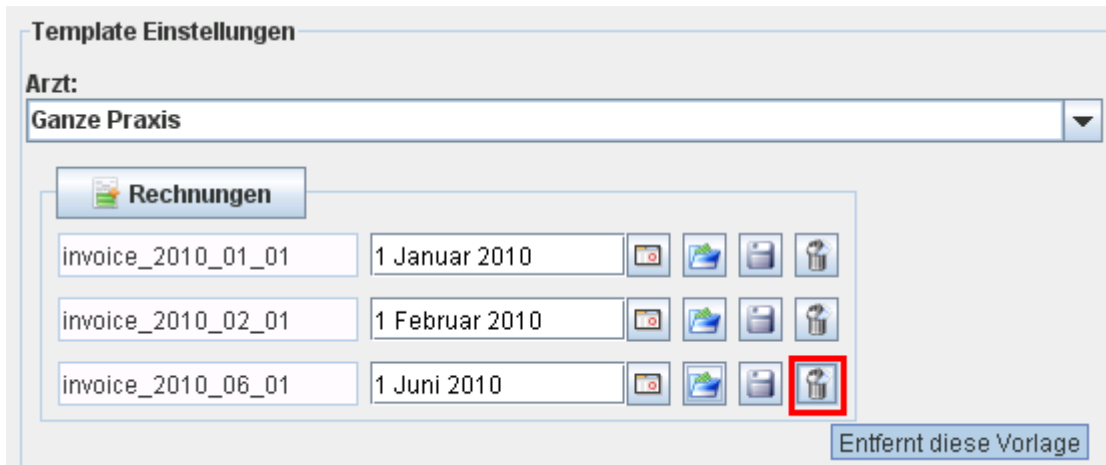 Template Einstellungen
Arzt:
Ganze Praxis
Rechnungen
invoice_2010_01_01 1 Januar 2010
invoice_2010_02_01 1 Februar 2010
invoice_2010_06_01 1 Juni 2010
Entfernt diese Vorlage